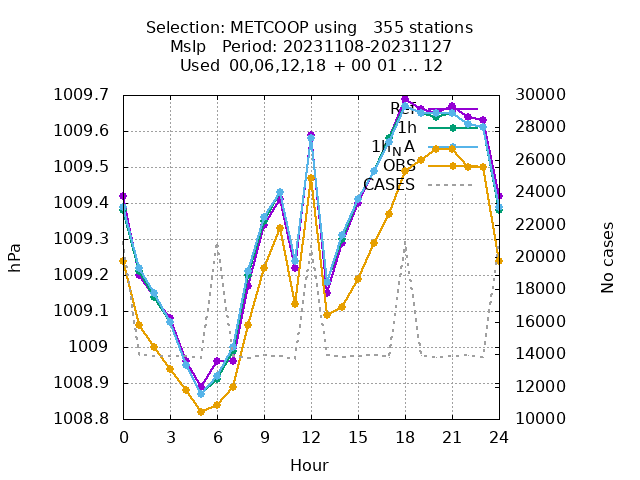 Selection: METCOOP using 355 stations
Mslp Period: 20231108-20231127
Used 00,06,12,18 + 00 01 ... 12
1009.7
1009.6
1009.5
1009.4
1009.3
1009.2
1009.1
1009
1008.9
1008.8
hPa
30000
28000
26000
24000
22000
20000
18000
16000
14000
12000
10000
No cases
Ref
1h
1h_NA
OBS
CASES
0 3 6 9 12 15 18 21 24
Hour